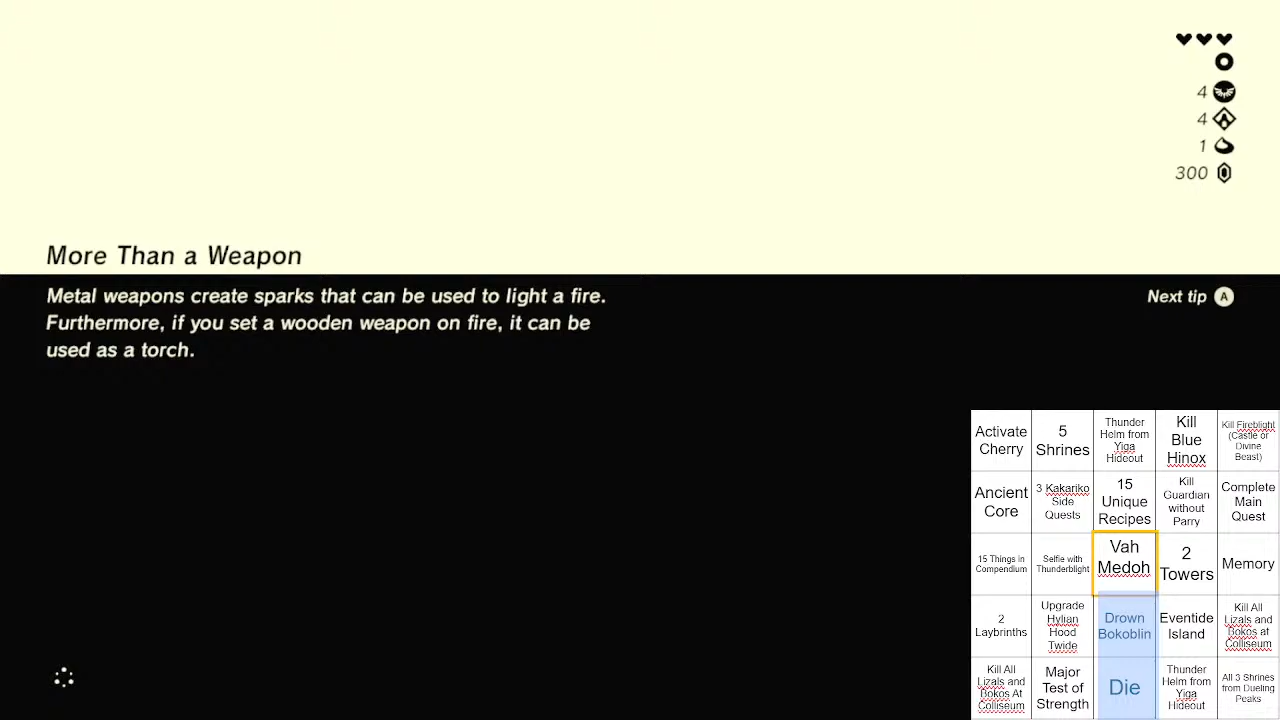 4
4
1
300
More Than a Weapon
Metal weapons create sparks that can be used to light a fire.
Furthermore, if you set a wooden weapon on fire, it can be
used as a torch.
Next tip A
Activate
Cherry
5
Shrines
Thunder
Helm from
Yiga
Hideout
Kill
Blue
Hinox
Kill Fireblight
(Castle or
Divine
Beast)
Ancient
Core
3 Kakariko
Side
Quests
15
Unique
Recipes
Kill
Guardian
without
Parry
Complete
Main
Quest
15 Things in
Compendium
Selfie with
Thunderblight
Vah
Medoh
2
Towers
Memory
2
Laybrinths
Upgrade
Hylian
Hood
Twide
Drown
Bokoblin
Eventide
Island
Kill All
Lizals and
Bokos at
Colliseum
Kill All
Lizals and
Bokos At
Colliseum
Major
Test of
Strength
Die
Thunder
Helm from
Yiga
Hideout
All 3 Shrines
from Dueling
Peaks